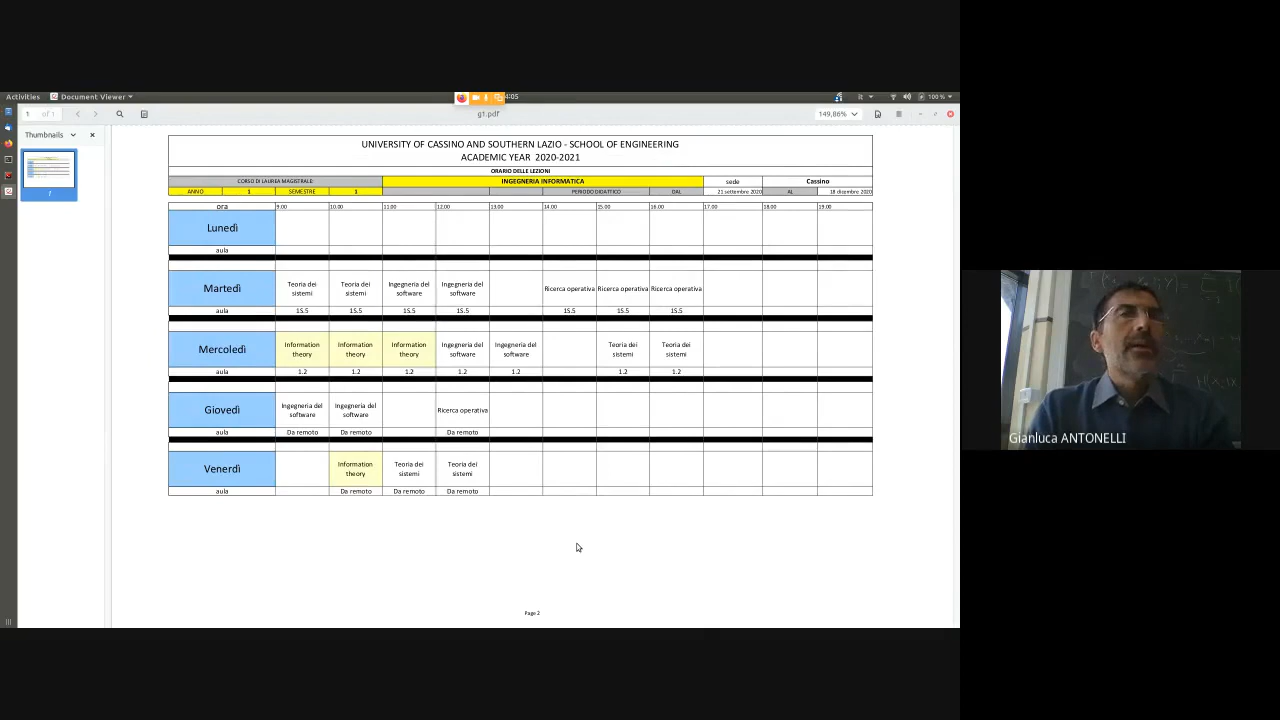 Activities Document Viewer 4:05 it 100 %
1 of 1 g1.pdf 149,86%
Thumbnails
1
UNIVERSITY OF CASSINO AND SOUTHERN LAZIO - SCHOOL OF ENGINEERING
ACADEMIC YEAR 2020-2021
ORARIO DELLE LEZIONI
CORSO DI LAUREA MAGISTRALE: INGEGNERIA INFORMATICA sede Cassino
ANNO 1 SEMESTRE 1 PERIODO DIDATTICO DAL 21 settembre 2020 AL 18 dicembre 2020
ora 9.00 10.00 11.00 12.00 13.00 14.00 15.00 16.00 17.00 18.00 19.00
Lunedì
aula
Martedì Teoria dei sistemi Teoria dei sistemi Ingegneria del software Ingegneria del software Ricerca operativa Ricerca operativa Ricerca operativa
aula 1S.5 1S.5 1S.5 1S.5 1S.5 1S.5 1S.5
Mercoledì Information theory Information theory Information theory Ingegneria del software Ingegneria del software Teoria dei sistemi Teoria dei sistemi
aula 1.2 1.2 1.2 1.2 1.2 1.2 1.2
Giovedì Ingegneria del software Ingegneria del software Ricerca operativa
aula Da remoto Da remoto Da remoto
Venerdì Information theory Teoria dei sistemi Teoria dei sistemi
aula Da remoto Da remoto Da remoto
Page 2
Gianluca ANTONELLI